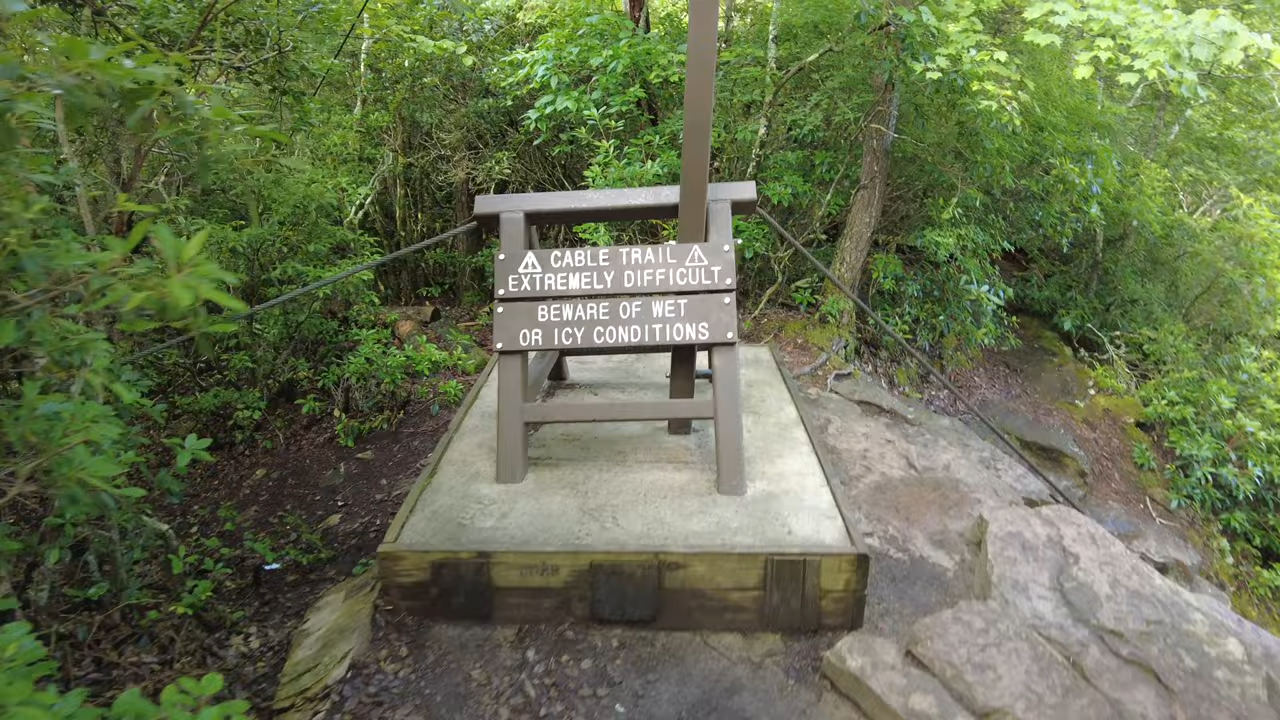 CABLE TRAIL
EXTREMELY DIFFICULT
BEWARE OF WET
OR ICY CONDITIONS